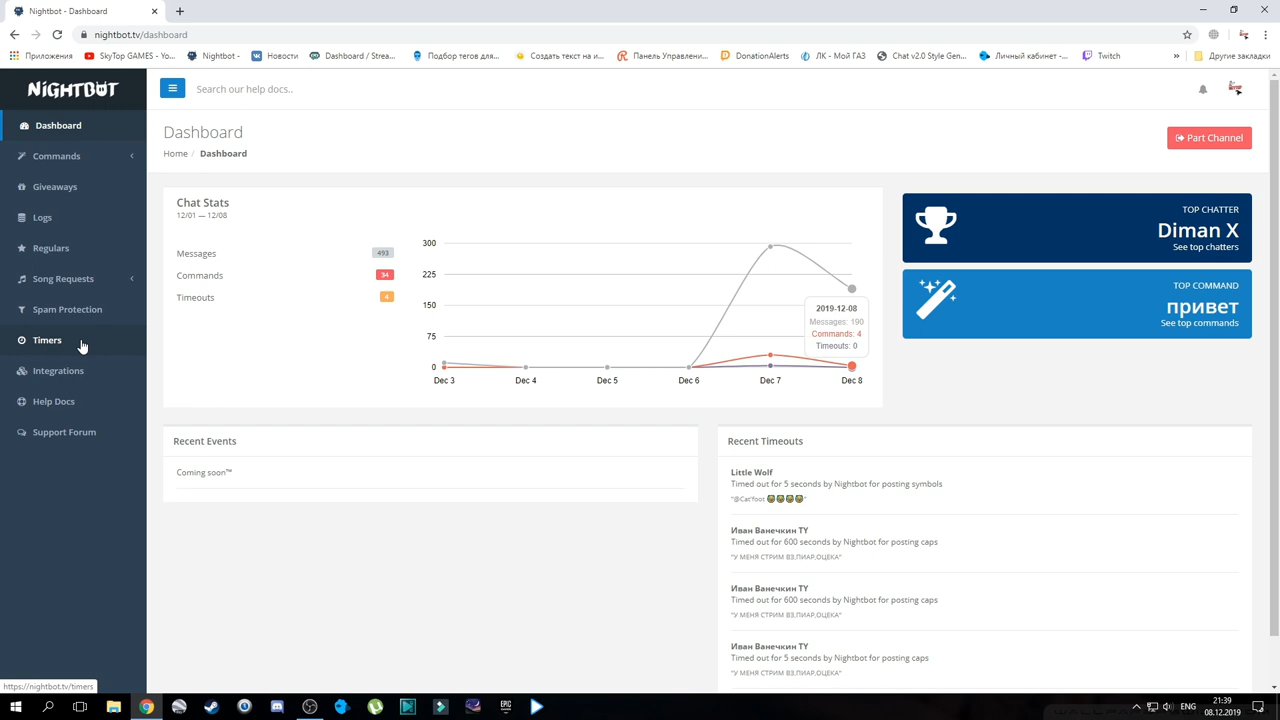 Nightbot - Dashboard
nightbot.tv/dashboard
Приложения
SkyTop GAMES - Yo...
Nightbot -
Новости
Dashboard / Strea...
Подбор тегов для...
Создать текст на и...
Панель Управлени...
DonationAlerts
ЛК - Мой ГАЗ
Chat v2.0 Style Gen...
Личный кабинет -...
Twitch
»
Другие закладки
NIGHTBOT
Search our help docs..
Dashboard
Commands
Giveaways
Logs
Regulars
Song Requests
Spam Protection
Timers
Integrations
Help Docs
Support Forum
Dashboard
Home / Dashboard
Part Channel
Chat Stats
12/01 — 12/08
Messages 493
Commands 34
Timeouts 6
300
225
150
75
0
Dec 3 Dec 4 Dec 5 Dec 6 Dec 7 Dec 8
2019-12-08
Messages: 190
Commands: 4
Timeouts: 0
TOP CHATTER
Diman X
See top chatters
TOP COMMAND
привет
See top commands
Recent Events
Coming soon™
Recent Timeouts
Little Wolf
Timed out for 5 seconds by Nightbot for posting symbols
"@Cat'foot 🐱🐱🐱🐱"
Иван Ванечкин TY
Timed out for 600 seconds by Nightbot for posting caps
"У МЕНЯ СТРИМ ВЗ,ПИАР,ОЦЕКА"
Иван Ванечкин TY
Timed out for 600 seconds by Nightbot for posting caps
"У МЕНЯ СТРИМ ВЗ,ПИАР,ОЦЕКА"
Иван Ванечкин TY
Timed out for 5 seconds by Nightbot for posting caps
"У МЕНЯ СТРИМ ВЗ,ПИАР,ОЦЕКА"
https://nightbot.tv/timers
EPIC
ENG
21:39
08.12.2019